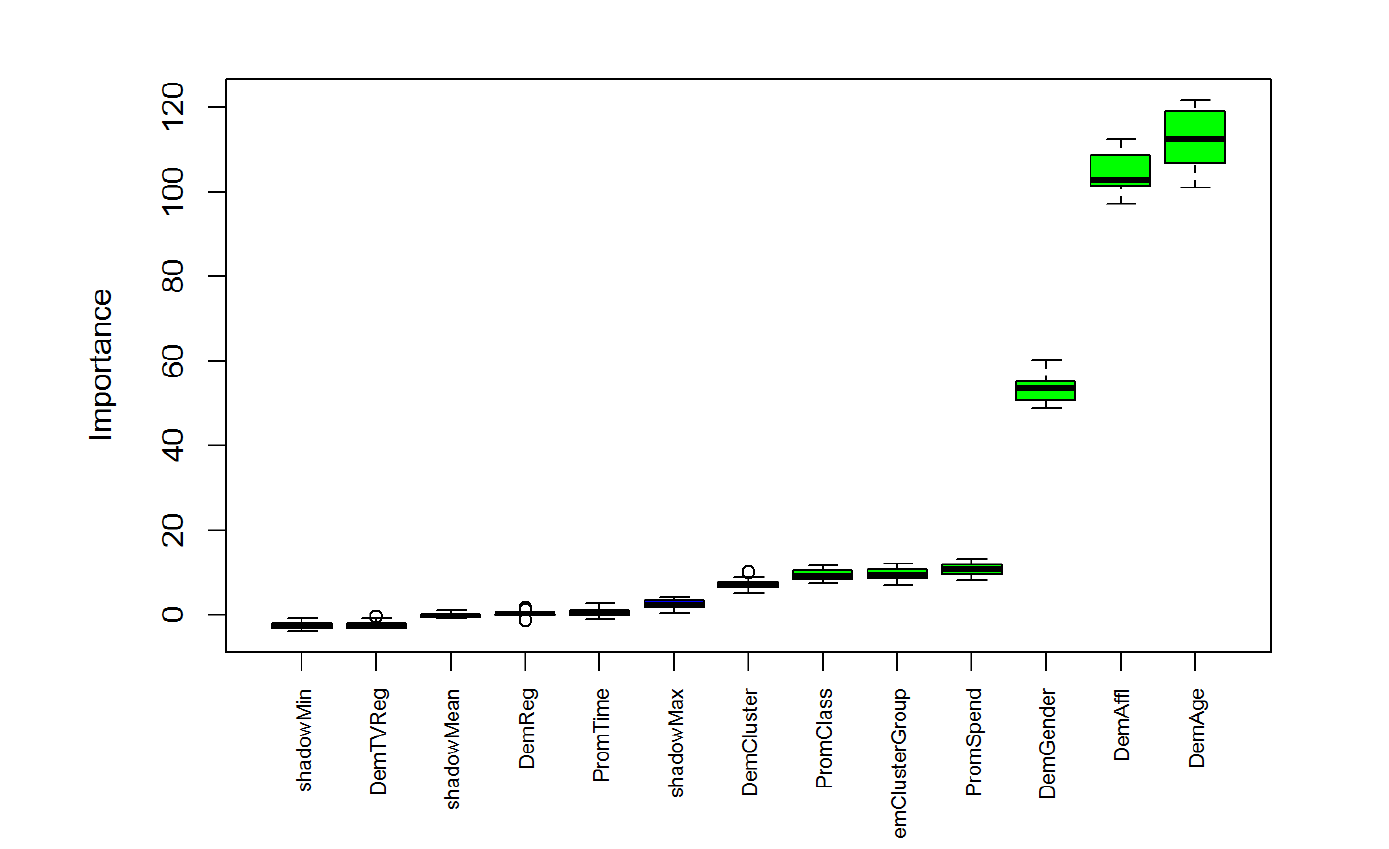 Importance
120
100
80
60
40
20
0
shadowMin
DemTVReg
shadowMean
DemReg
PromTime
shadowMax
DemCluster
PromClass
emClusterGroup
PromSpend
DemGender
DemAffl
DemAge